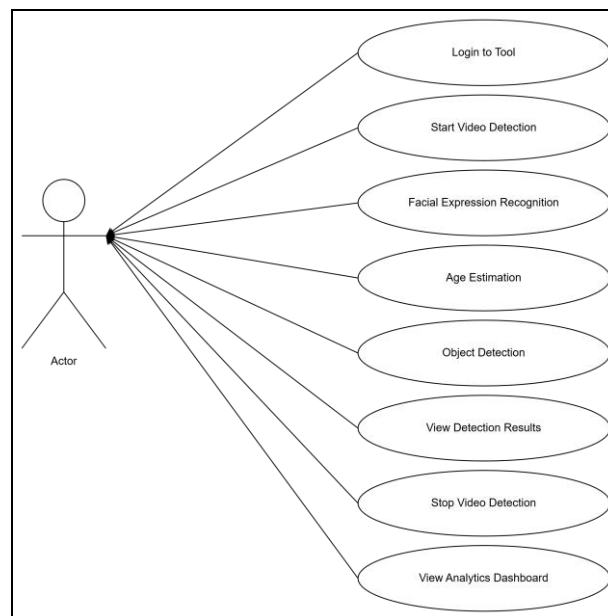 Login to Tool
Start Video Detection
Facial Expression Recognition
Age Estimation
Object Detection
Actor
View Detection Results
Stop Video Detection
View Analytics Dashboard